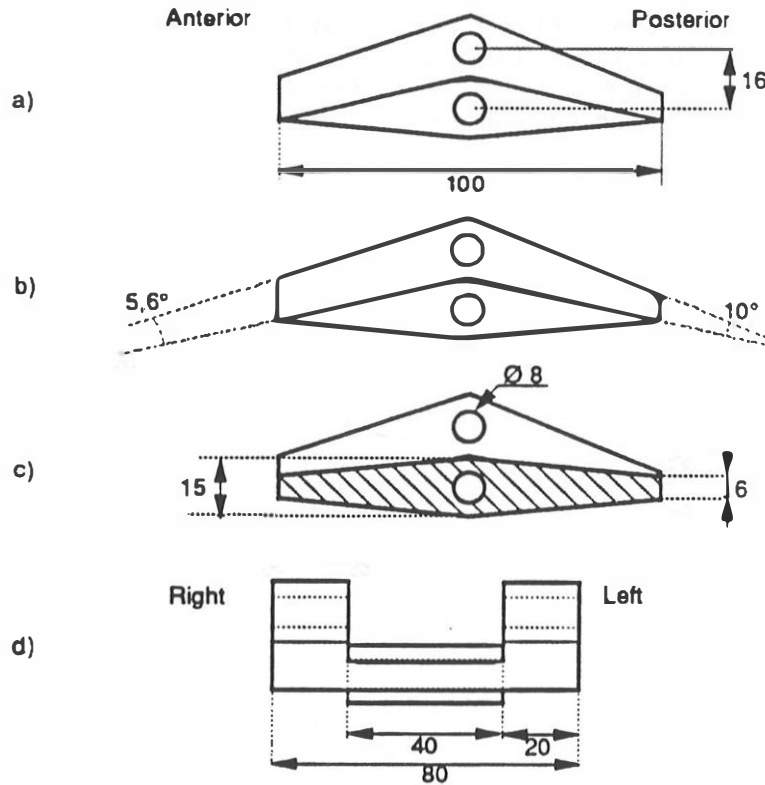 Anterior Posterior
a) 16
100
b) 5,6° 10°
Ø 8
c) 15 6
Right Left
d)
40 20
80